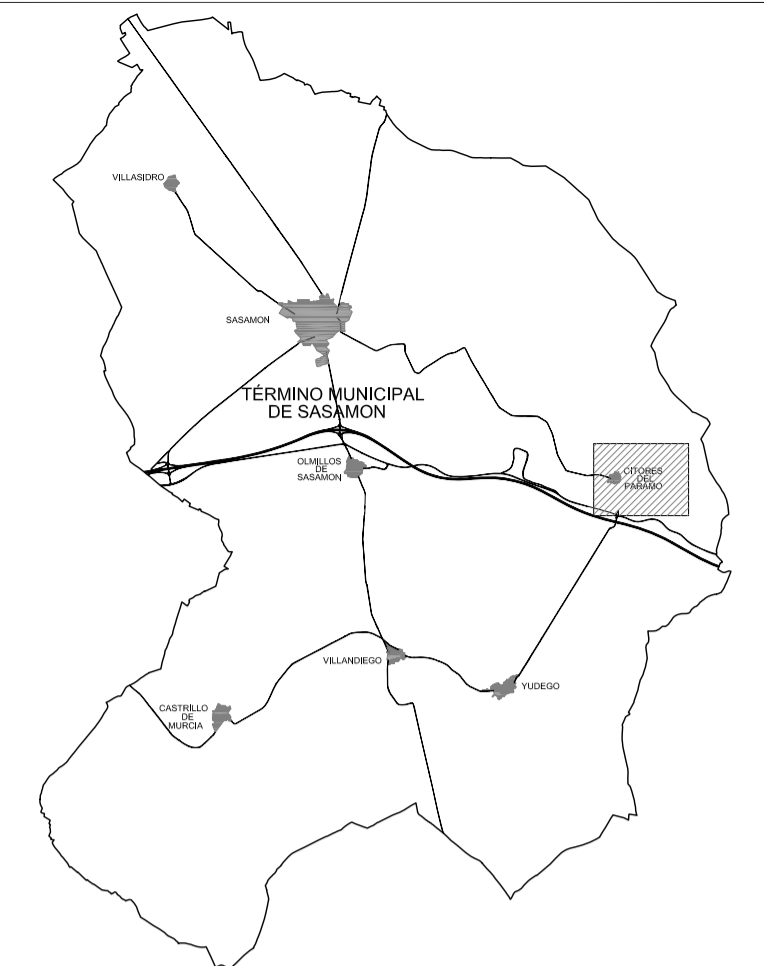 VILLASIDRO
SASAMON
TÉRMINO MUNICIPAL
DE SASAMON
OLMILLOS
DE
SASAMON
CITORES
DEL
PARAMO
VILLANDIEGO
YUDEGO
CASTRILLO
DE
MURCIA